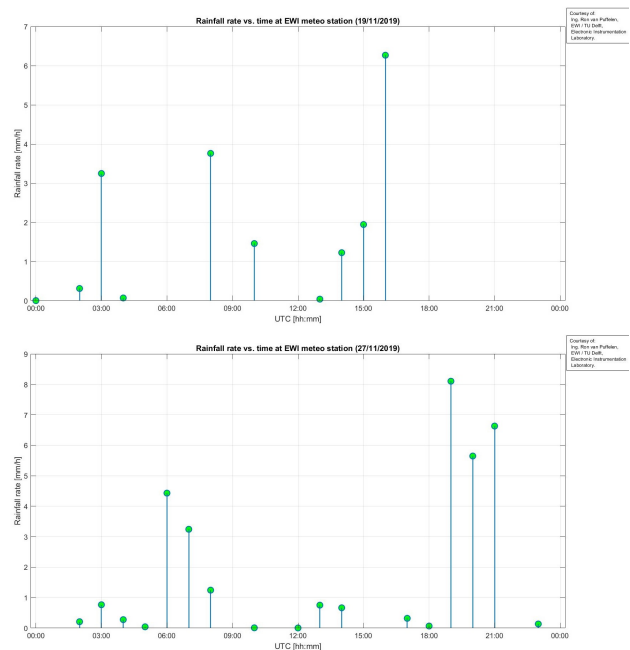 Rainfall rate vs. time at EWI meteo station (19/11/2019)
Courtesy of:
Ing. Ron van Puffelen,
EWI / TU Delft,
Electronic Instrumentation
Laboratory.
Rainfall rate [mm/h]
7
6
5
4
3
2
1
0
00:00 03:00 06:00 09:00 12:00 15:00 18:00 21:00 00:00
UTC [hh:mm]
Rainfall rate vs. time at EWI meteo station (27/11/2019)
Courtesy of:
Ing. Ron van Puffelen,
EWI / TU Delft,
Electronic Instrumentation
Laboratory.
Rainfall rate [mm/h]
9
8
7
6
5
4
3
2
1
0
00:00 03:00 06:00 09:00 12:00 15:00 18:00 21:00 00:00
UTC [hh:mm]